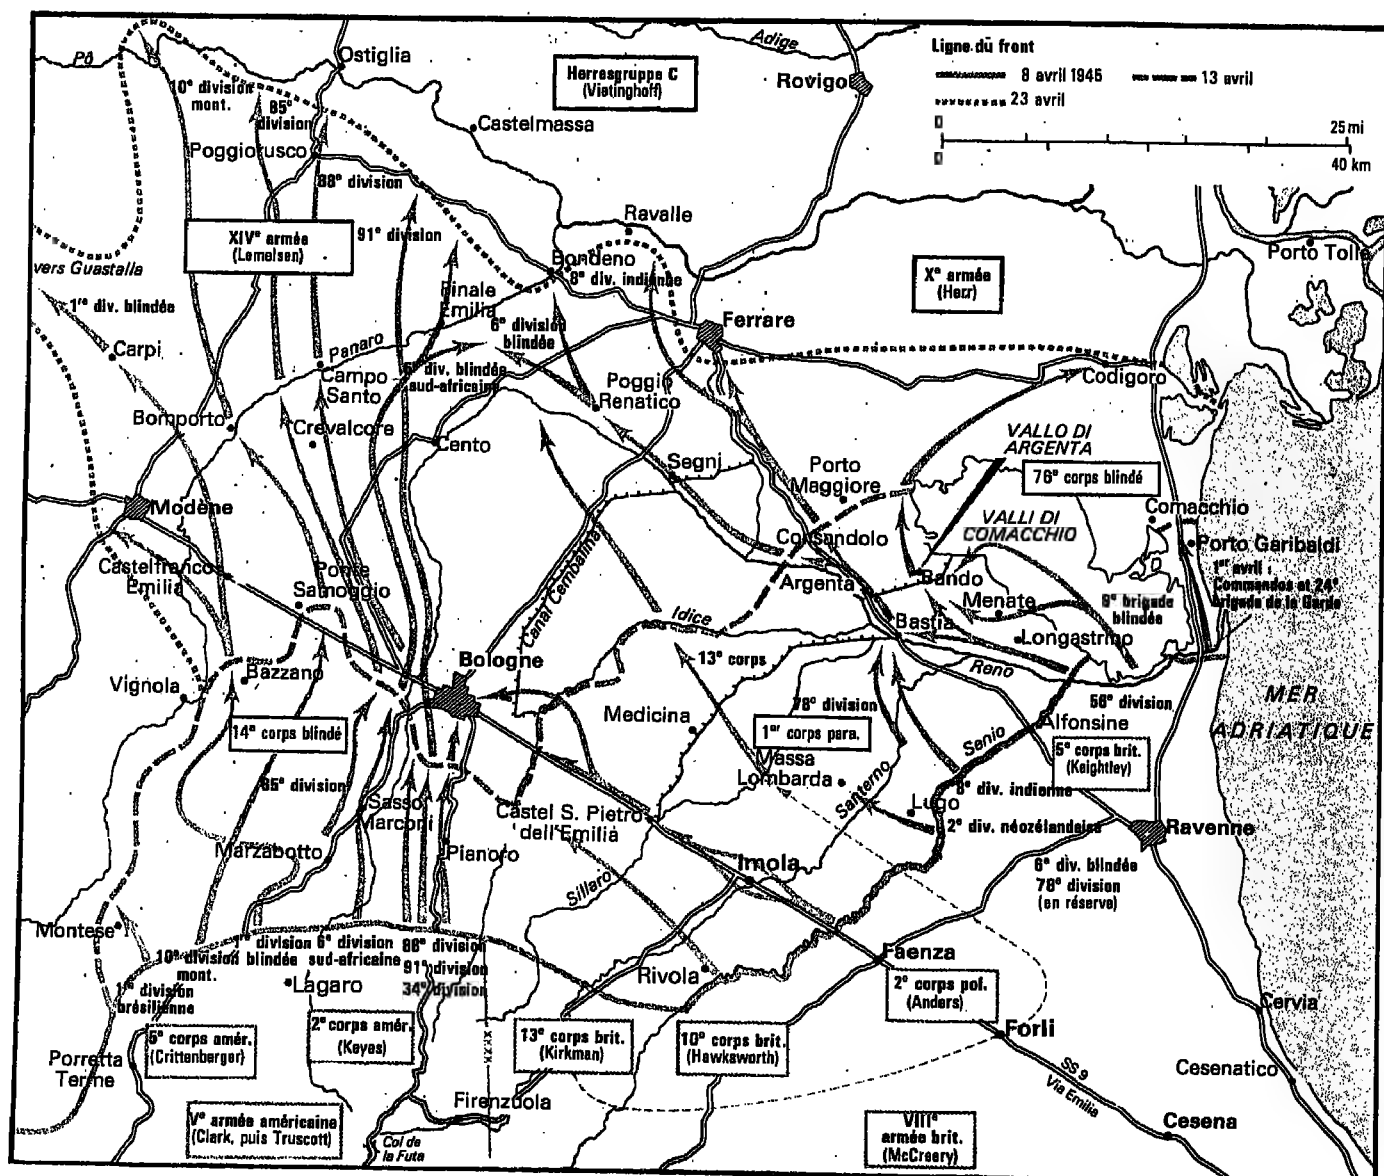 Pô
Ostiglia
Adige
Rovigo
Herresgruppe C
(Vietinghoff)
Ligne du front
8 avril 1945
13 avril
23 avril
0
25 mi
0
40 km
10e division
mont.
85e
division
Castelmassa
Poggiorusco
88e division
XIVe armée
(Lemelsen)
91e division
Ravalle
Porto Tolle
vers Guastalla
Bondeno
8e div. indienne
Xe armée
(Herr)
1re div. blindée
Finale
Emilia
6e division
blindée
Ferrare
Carpi
Panaro
Campo
Santo
6e div. blindée
sud-africaine
Poggio
Renatico
Codigoro
Bomporto
Crevalcore
Cento
VALLO DI
ARGENTA
Segni
Porto
Maggiore
76e corps blindé
Modène
Comacchio
VALLI DI
COMACCHIO
Consandolo
Porto Garibaldi
Castelfranco
Emilia
Ponte
Samoggia
Canal Cembalina
Argenta
Bando
1er avril :
Commandos et 24e
brigade de la Garde
Menate
9e brigade
blindée
Idice
Bastia
Longastrino
Bologne
13e corps
Reno
Vignola
Bazzano
56e division
MER
ADRIATIQUE
Medicina
78e division
14e corps blindé
1er corps para.
Alfonsine
Senio
5e corps brit.
(Keightley)
Massa
Lombarda
85e division
8e div. indienne
Santerno
Sasso
Marconi
Castel S. Pietro
dell'Emilia
Lugo
2e div. néozélandaise
Ravenne
Marzabotto
Pianoro
Imola
6e div. blindée
78e division
(en réserve)
Sillaro
Montese
10e division
mont.
1re division
blindée
6e division
sud-africaine
88e division
91e division
34e division
Faenza
Rivola
1re division
brésilienne
Lagaro
2e corps pol.
(Anders)
Cervia
5e corps amér.
(Crittenberger)
2e corps amér.
(Keyes)
13e corps brit.
(Kirkman)
10e corps brit.
(Hawksworth)
Forli
Porretta
Terme
SS 9
Via Emilia
Cesenatico
Firenzuola
Ve armée américaine
(Clark, puis Truscott)
Col de
la Futa
VIIIe
armée brit.
(McCreery)
Cesena
XXXX